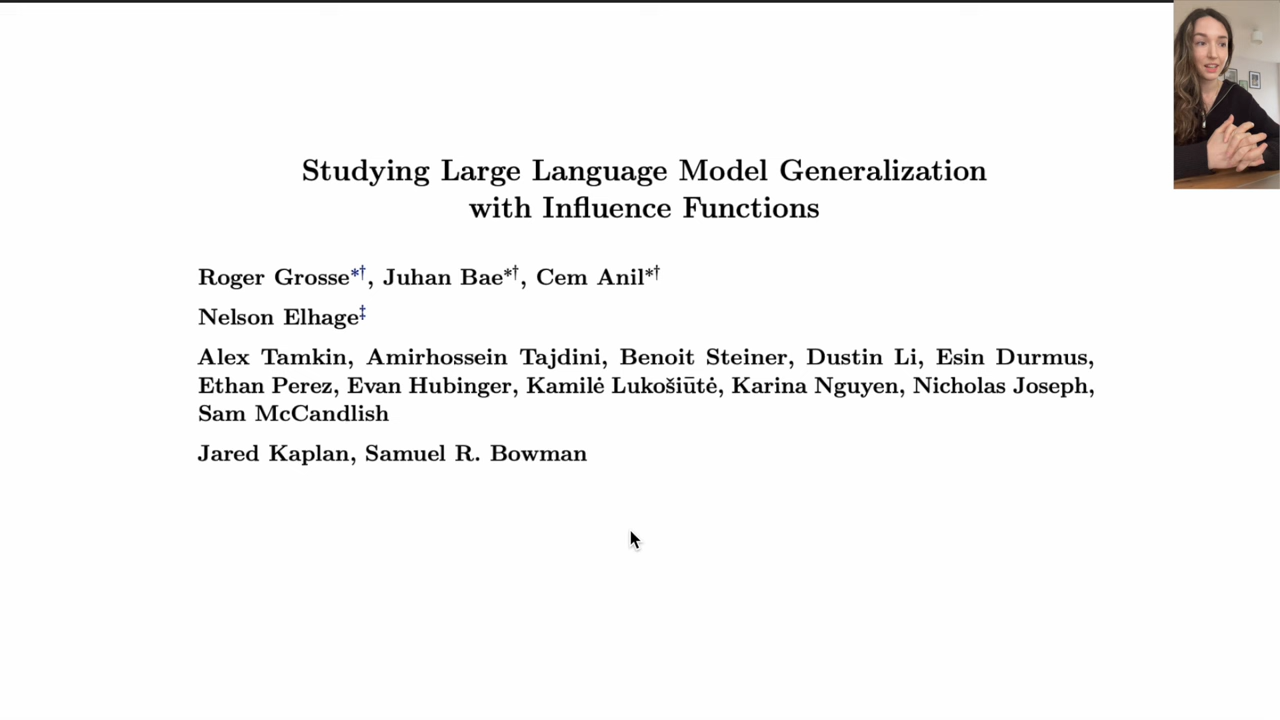 Studying Large Language Model Generalization
with Influence Functions
Roger Grosse*†, Juhan Bae*†, Cem Anil*†
Nelson Elhage‡
Alex Tamkin, Amirhossein Tajdini, Benoit Steiner, Dustin Li, Esin Durmus,
Ethan Perez, Evan Hubinger, Kamilė Lukošiūtė, Karina Nguyen, Nicholas Joseph,
Sam McCandlish
Jared Kaplan, Samuel R. Bowman